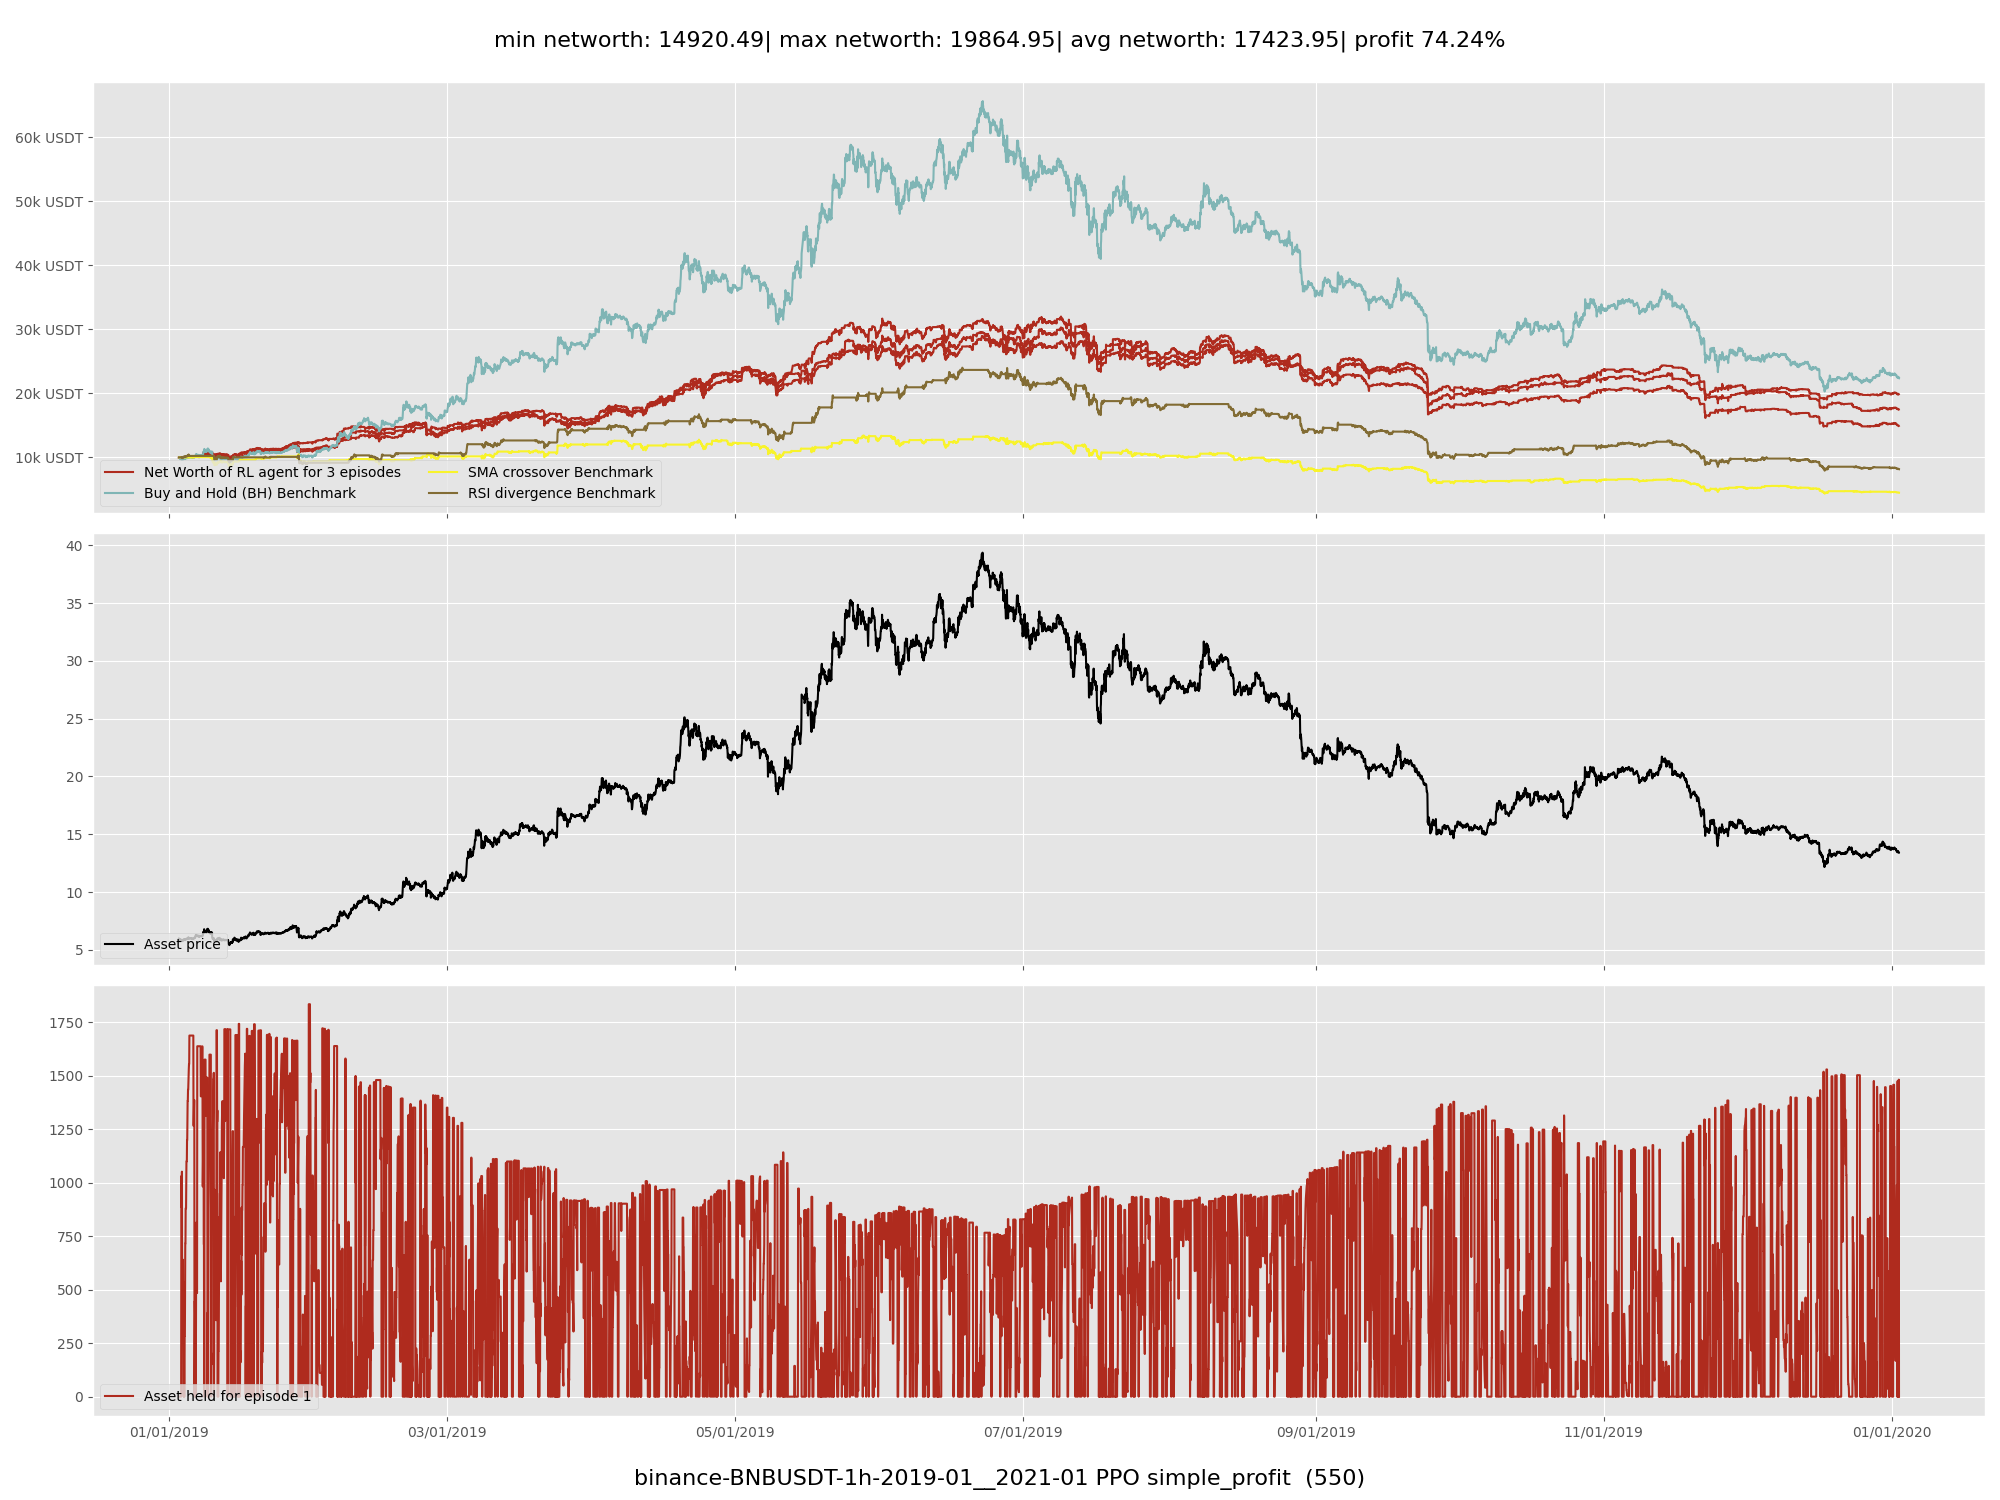 min networth: 14920.49| max networth: 19864.95| avg networth: 17423.95| profit 74.24%
60k USDT
50k USDT
40k USDT
30k USDT
20k USDT
10k USDT
Net Worth of RL agent for 3 episodes
Buy and Hold (BH) Benchmark
SMA crossover Benchmark
RSI divergence Benchmark
40
35
30
25
20
15
10
5
Asset price
1750
1500
1250
1000
750
500
250
0
Asset held for episode 1
01/01/2019 03/01/2019 05/01/2019 07/01/2019 09/01/2019 11/01/2019 01/01/2020
binance-BNBUSDT-1h-2019-01__2021-01 PPO simple_profit (550)